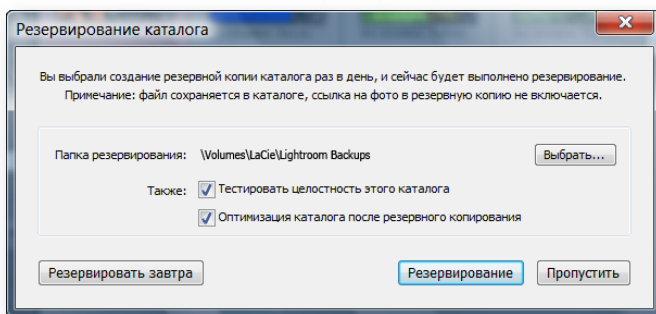 Резервирование каталога
Вы выбрали создание резервной копии каталога раз в день, и сейчас будет выполнено резервирование.
Примечание: файл сохраняется в каталоге, ссылка на фото в резервную копию не включается.
Папка резервирования: \Volumes\LaCie\Lightroom Backups Выбрать...
Также: Тестировать целостность этого каталога
Оптимизация каталога после резервного копирования
Резервировать завтра Резервирование Пропустить